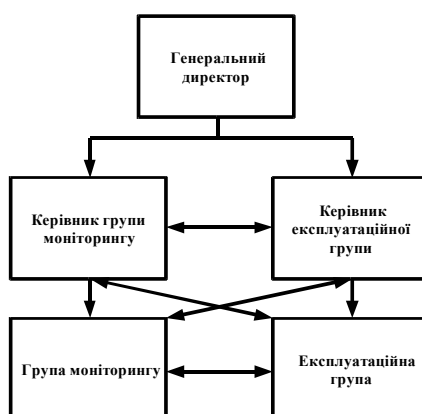 Генеральний
директор
Керівник групи
моніторингу
Керівник
експлуатаційної
групи
Група моніторингу
Експлуатаційна
група